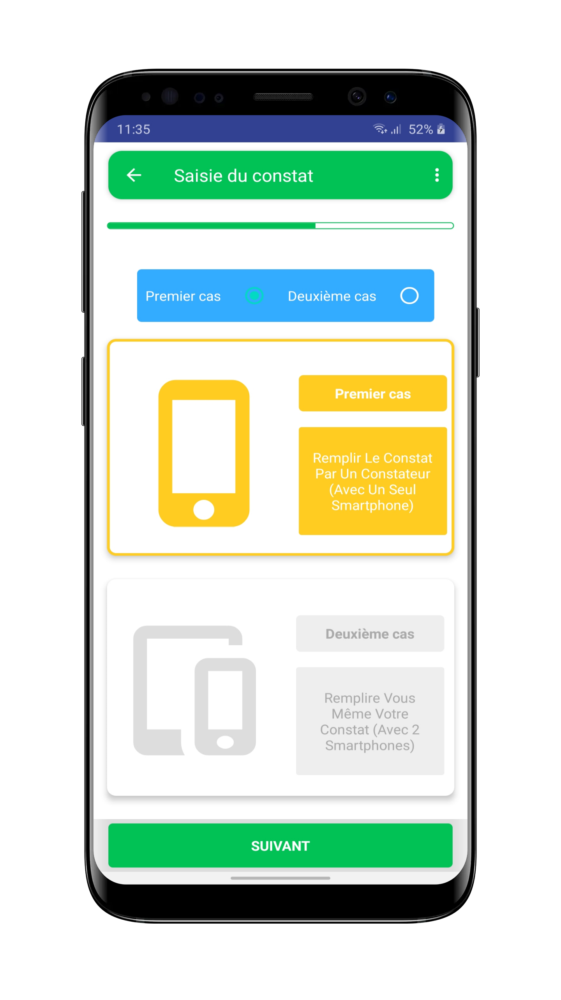 11:35 52%
Saisie du constat
Premier cas Deuxième cas
Premier cas
Remplir Le Constat
Par Un Constateur
(Avec Un Seul
Smartphone)
Deuxième cas
Remplire Vous
Même Votre
Constat (Avec 2
Smartphones)
SUIVANT